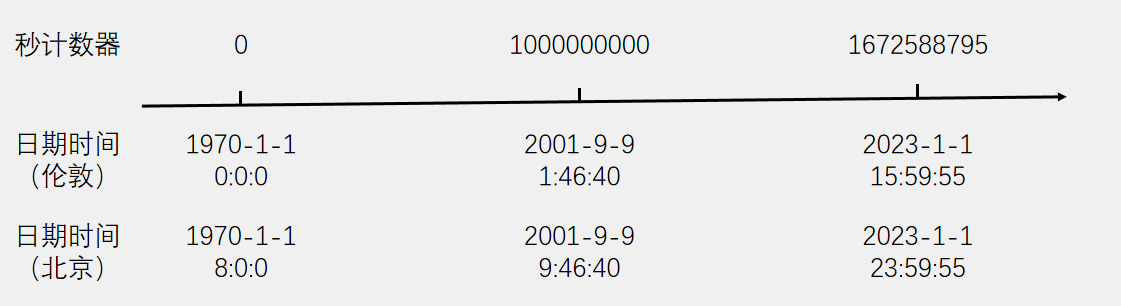 秒计数器 0 1000000000 1672588795
日期时间 1970-1-1 2001-9-9 2023-1-1
（伦敦） 0:0:0 1:46:40 15:59:55
日期时间 1970-1-1 2001-9-9 2023-1-1
（北京） 8:0:0 9:46:40 23:59:55